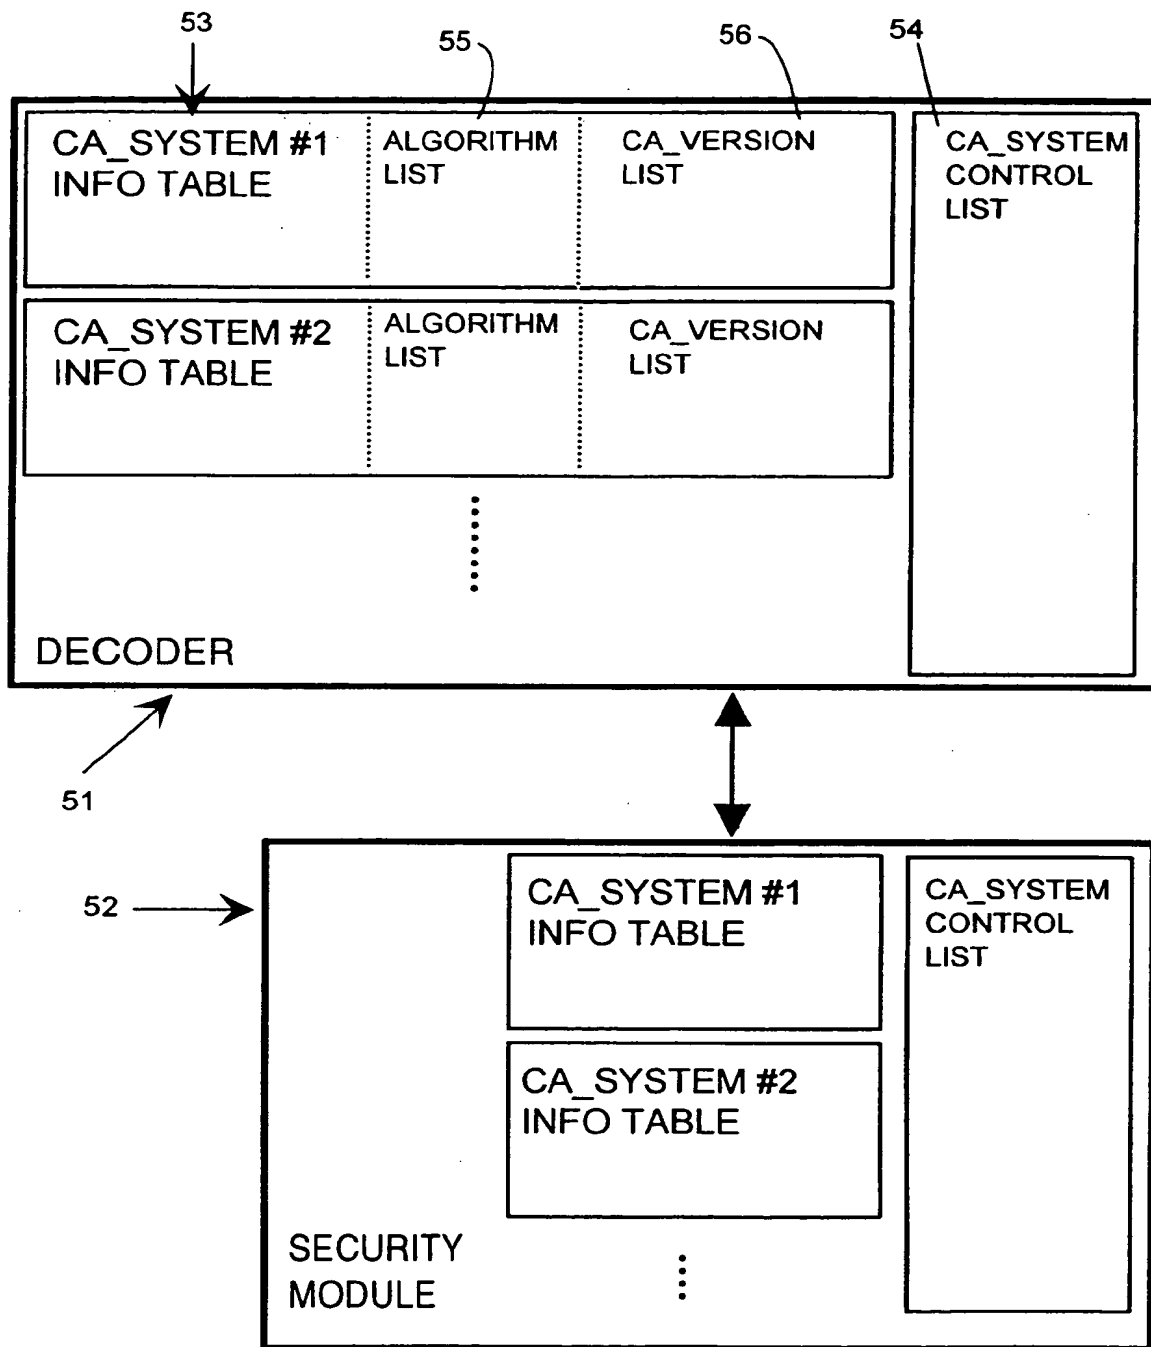 53
55
56
54
CA_SYSTEM #1
INFO TABLE
ALGORITHM
LIST
CA_VERSION
LIST
CA_SYSTEM
CONTROL
LIST
CA_SYSTEM #2
INFO TABLE
ALGORITHM
LIST
CA_VERSION
LIST
DECODER
51
52
CA_SYSTEM #1
INFO TABLE
CA_SYSTEM
CONTROL
LIST
CA_SYSTEM #2
INFO TABLE
SECURITY
MODULE